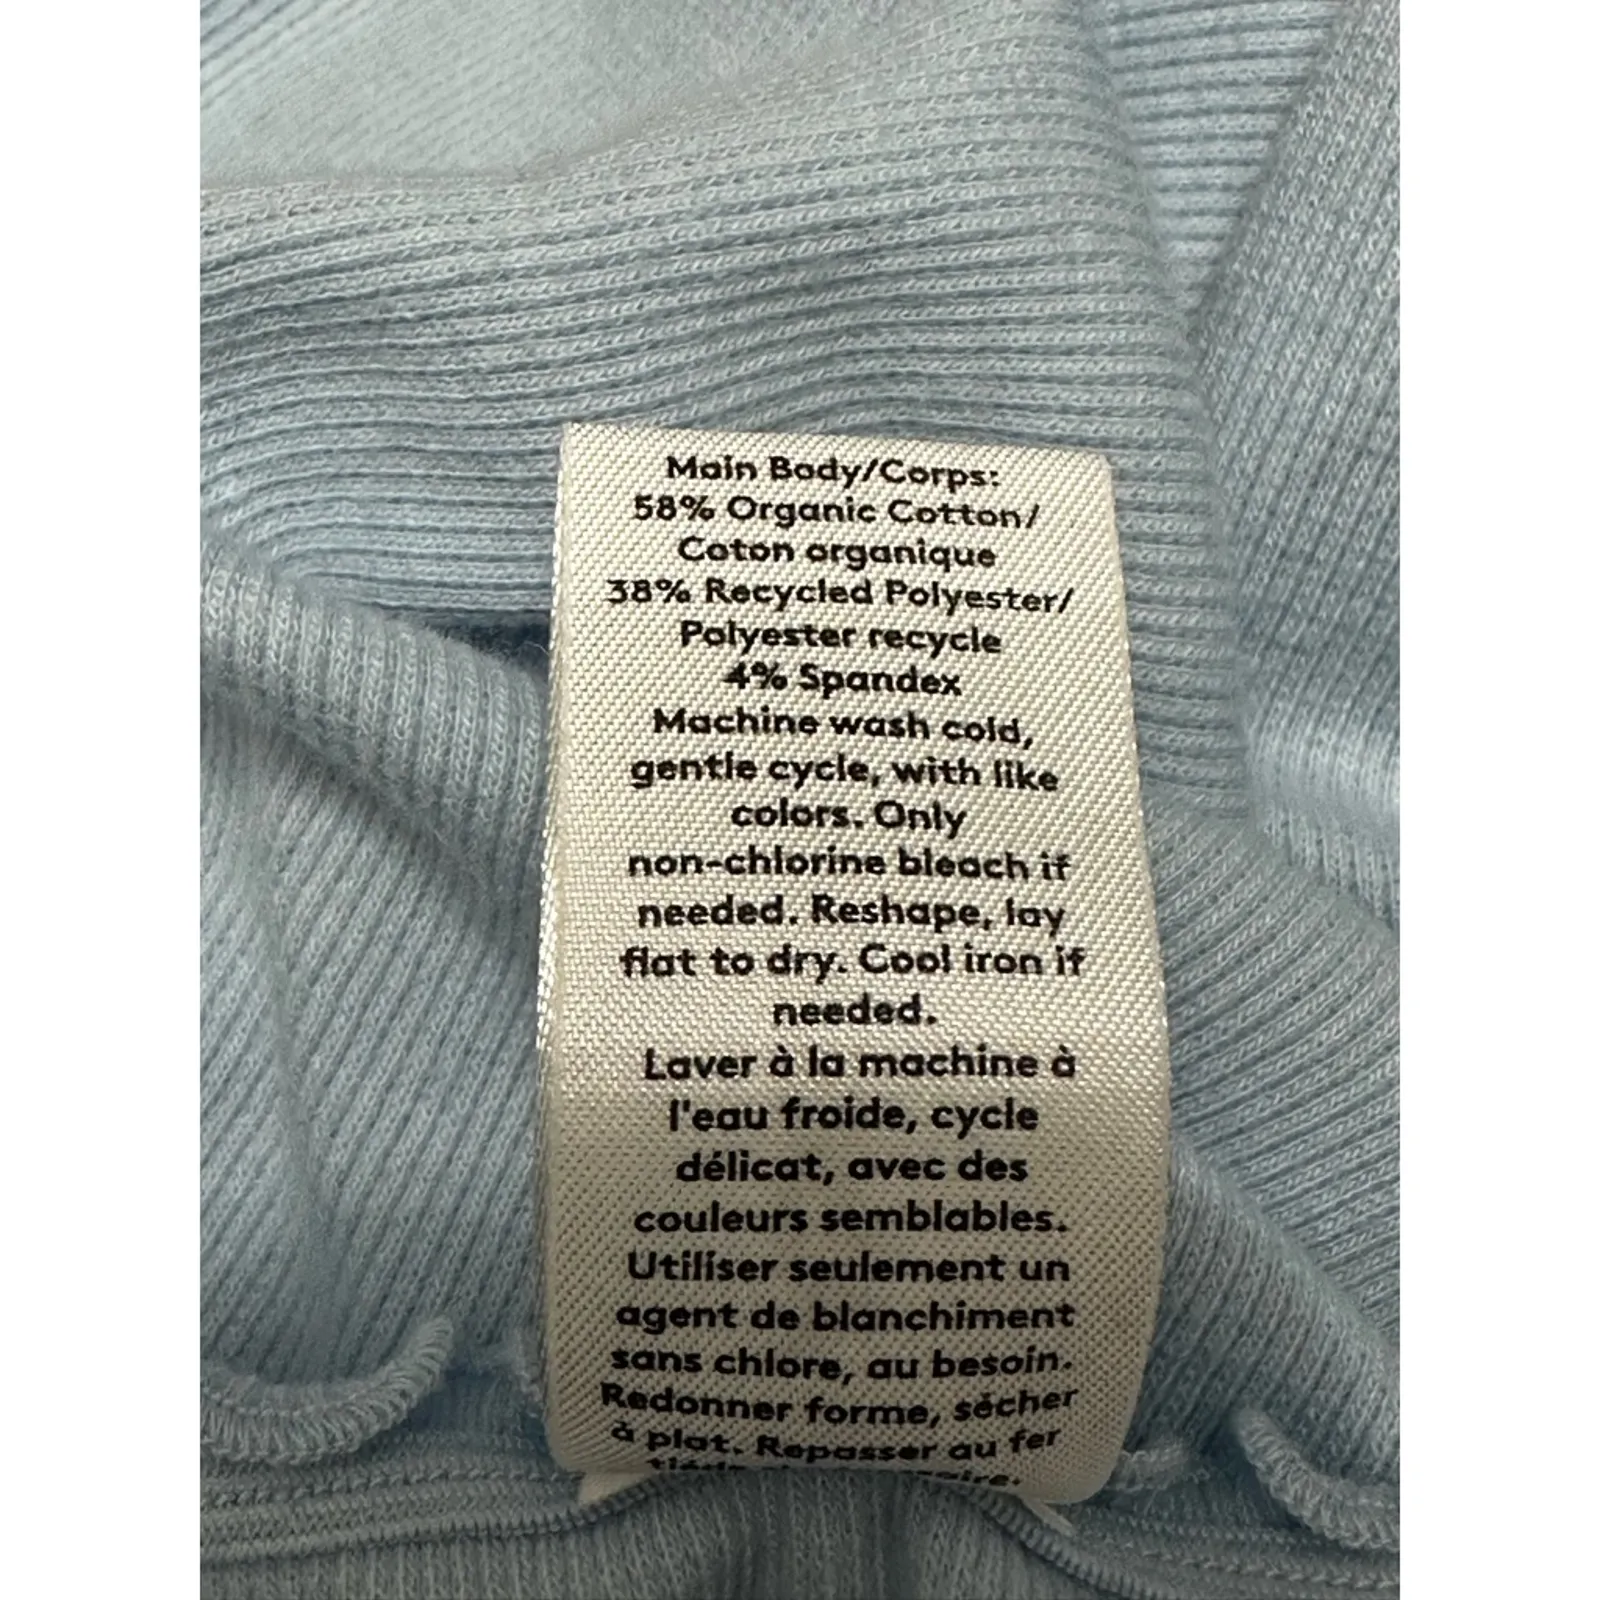 Main Body/Corps:
58% Organic Cotton/
Coton organique
38% Recycled Polyester/
Polyester recycle
4% Spandex
Machine wash cold,
gentle cycle, with like
colors. Only
non-chlorine bleach if
needed. Reshape, lay
flat to dry. Cool iron if
needed.
Laver à la machine à
l'eau froide, cycle
délicat, avec des
couleurs semblables.
Utiliser seulement un
agent de blanchiment
sans chlore, au besoin.
Redonner forme, sécher
à plat. Repasser au fer